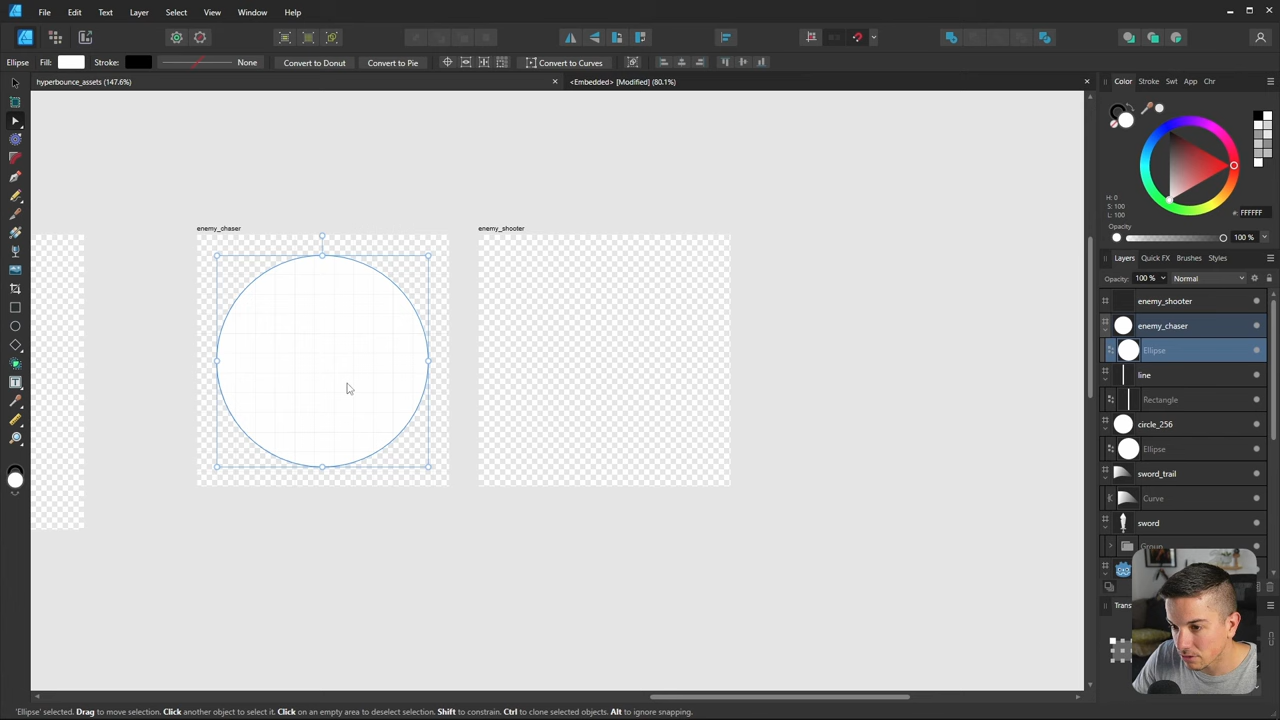 File Edit Text Layer Select View Window Help
Ellipse Fill: Stroke: None Convert to Donut Convert to Pie Convert to Curves
hyperbounce_assets (147.6%) × <Embedded> [Modified] (80.1%) ×
Color Stroke Swt App Chr
H: 0
S: 100
L: 100
#: FFFFFF
Opacity
100 %
enemy_chaser
enemy_shooter
Layers Quick FX Brushes Styles
Opacity: 100 % Normal
enemy_shooter
enemy_chaser
Ellipse
line
Rectangle
circle_256
Ellipse
sword_trail
Curve
sword
Group
'Ellipse' selected. Drag to move selection. Click another object to select it. Click on an empty area to deselect selection. Shift to constrain. Ctrl to clone selected objects. Alt to ignore snapping.